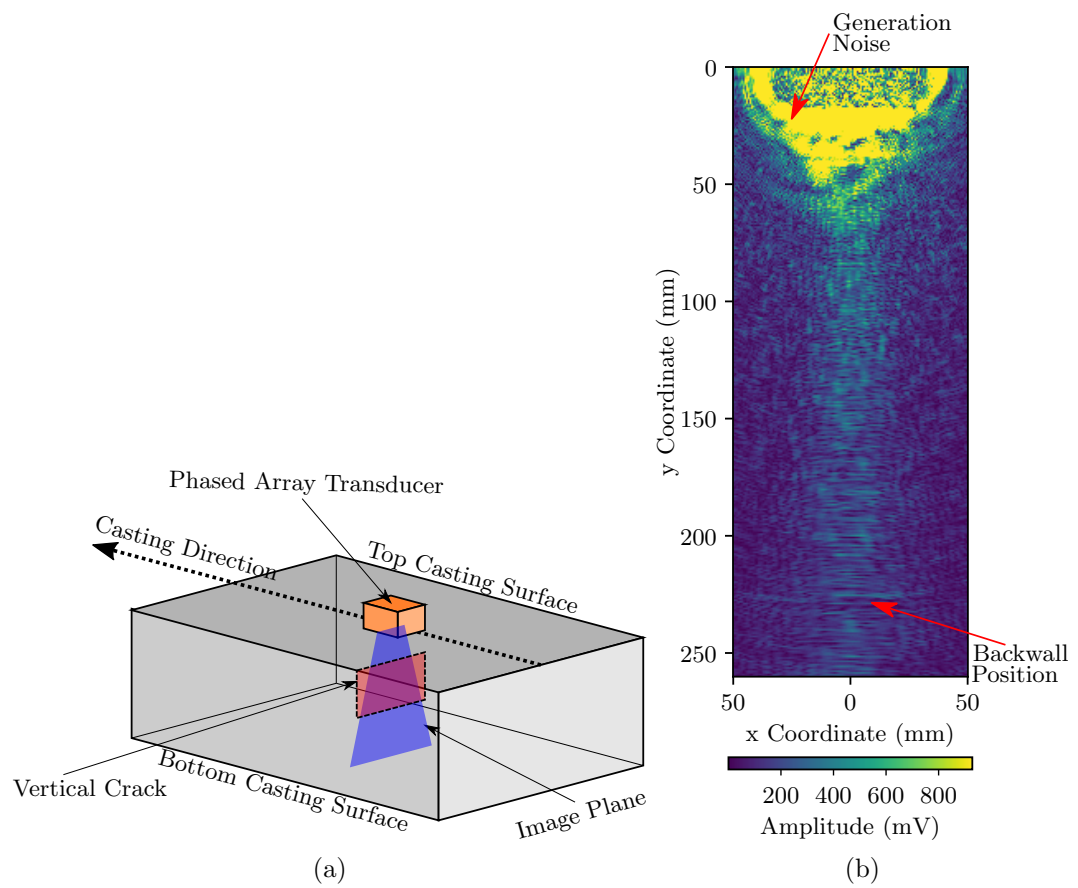 Phased Array Transducer
Casting Direction
Top Casting Surface
Vertical Crack
Bottom Casting Surface
Image Plane
(a)
Generation
Noise
0
50
100
150
200
250
y Coordinate (mm)
Backwall
Position
50
0
50
x Coordinate (mm)
200
400
600
800
Amplitude (mV)
(b)